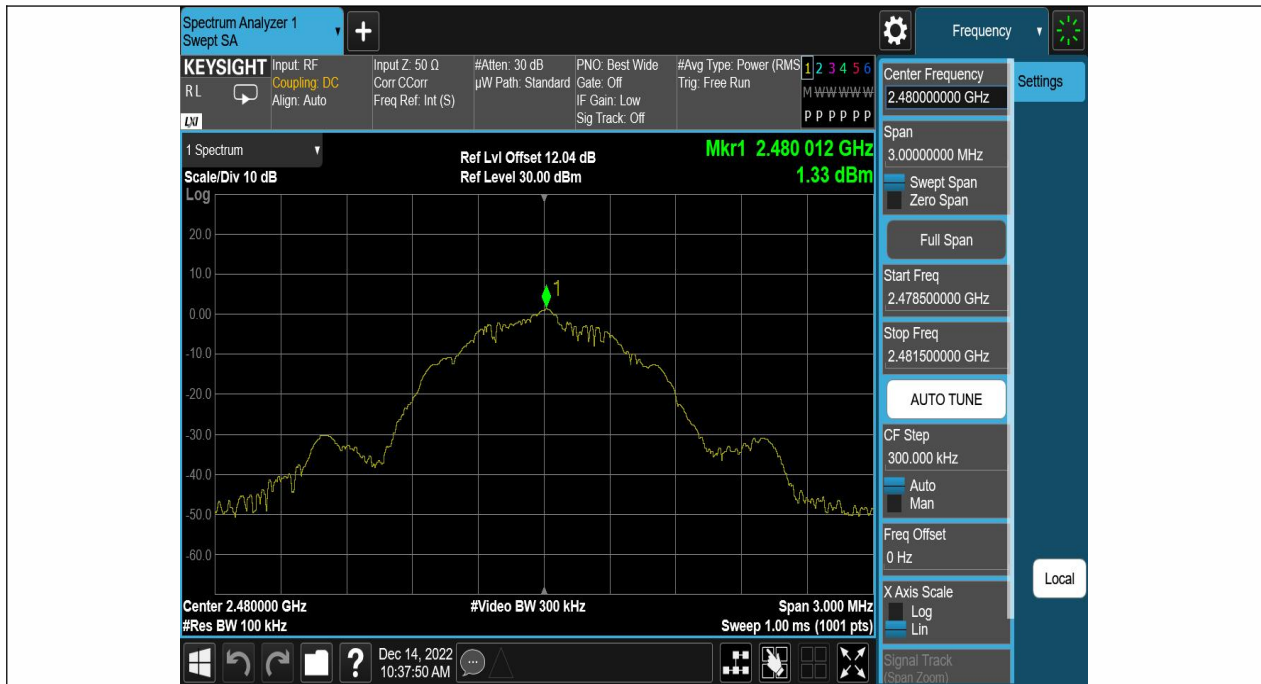 Spectrum Analyzer 1
Swept SA
+
Frequency
KEYSIGHT
R L
LXI
Input: RF
Coupling: DC
Align: Auto
Input Z: 50 Ω
Corr CCorr
Freq Ref: Int (S)
#Atten: 30 dB
µW Path: Standard
PNO: Best Wide
Gate: Off
IF Gain: Low
Sig Track: Off
#Avg Type: Power (RMS
Trig: Free Run
1 2 3 4 5 6
M W W W W W
P P P P P P
1 Spectrum
Scale/Div 10 dB
Log
Ref Lvl Offset 12.04 dB
Ref Level 30.00 dBm
Mkr1 2.480 012 GHz
1.33 dBm
1
20.0
10.0
0.00
-10.0
-20.0
-30.0
-40.0
-50.0
-60.0
Center 2.480000 GHz
#Res BW 100 kHz
#Video BW 300 kHz
Span 3.000 MHz
Sweep 1.00 ms (1001 pts)
Center Frequency
2.480000000 GHz
Span
3.00000000 MHz
Swept Span
Zero Span
Full Span
Start Freq
2.478500000 GHz
Stop Freq
2.481500000 GHz
AUTO TUNE
CF Step
300.000 kHz
Auto
Man
Freq Offset
0 Hz
X Axis Scale
Log
Lin
Signal Track
(Span Zoom)
Settings
Local
?
Dec 14, 2022
10:37:50 AM